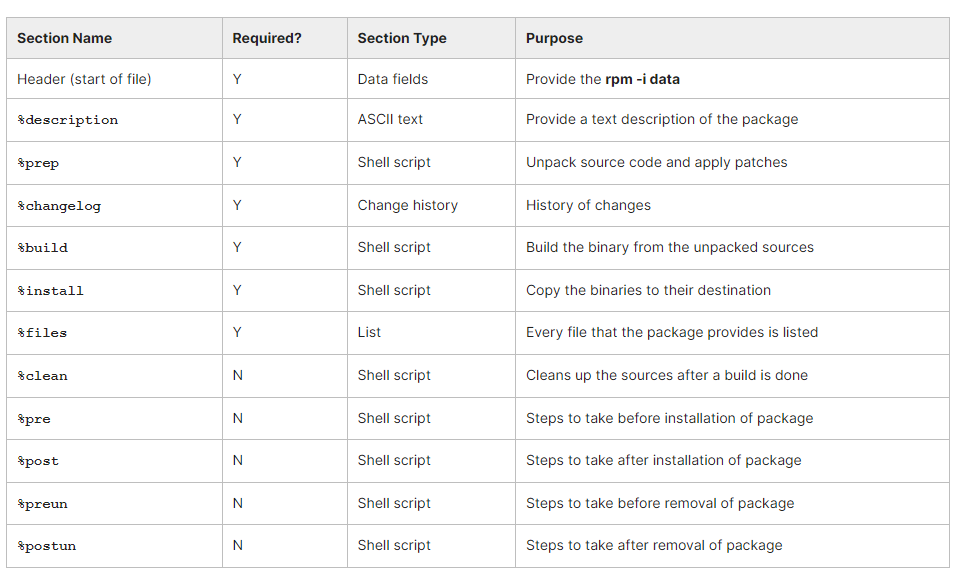 Section Name Required? Section Type Purpose
Header (start of file) Y Data fields Provide the rpm -i data
%description Y ASCII text Provide a text description of the package
%prep Y Shell script Unpack source code and apply patches
%changelog Y Change history History of changes
%build Y Shell script Build the binary from the unpacked sources
%install Y Shell script Copy the binaries to their destination
%files Y List Every file that the package provides is listed
%clean N Shell script Cleans up the sources after a build is done
%pre N Shell script Steps to take before installation of package
%post N Shell script Steps to take after installation of package
%preun N Shell script Steps to take before removal of package
%postun N Shell script Steps to take after removal of package